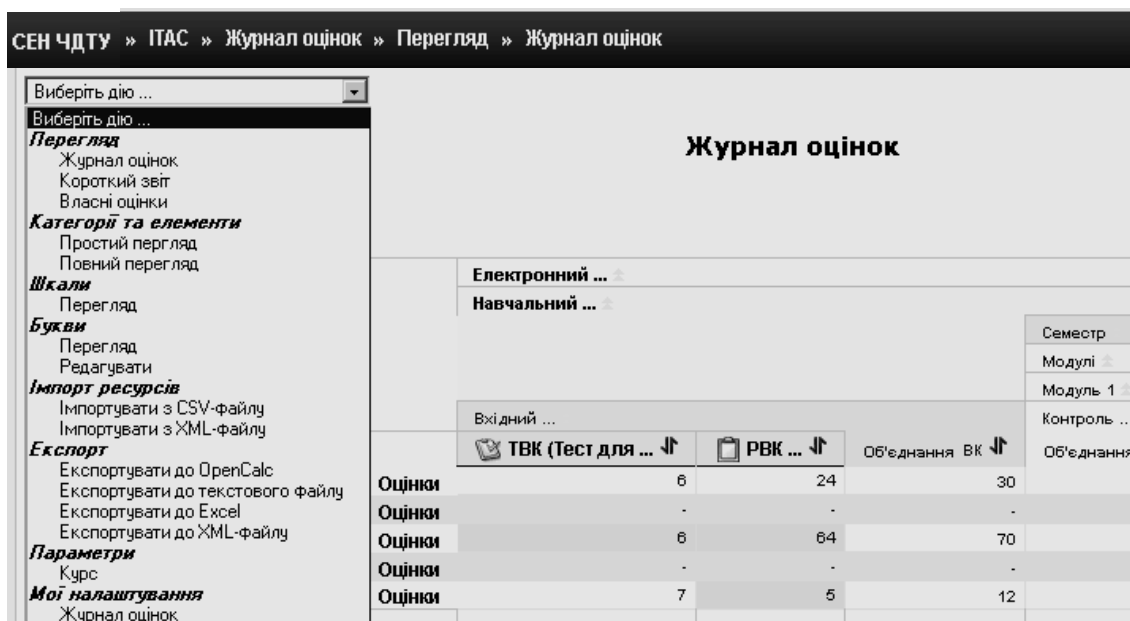 СЕН ЧДТУ » ІТАС » Журнал оцінок » Перегляд » Журнал оцінок
Виберіть дію ...
Виберіть дію ...
Перегляд
Журнал оцінок
Короткий звіт
Власні оцінки
Категорії та елементи
Простий пергляд
Повний перегляд
Шкали
Перегляд
Букви
Перегляд
Редагувати
Імпорт ресурсів
Імпортувати з CSV-файлу
Імпортувати з XML-файлу
Експорт
Експортувати до OpenCalc
Експортувати до текстового файлу
Експортувати до Excel
Експортувати до XML-файлу
Параметри
Курс
Мої налаштування
Журнал оцінок
Журнал оцінок
Електронний ...
Навчальний ...
Семестр
Модулі
Модуль 1
Вхідний ... Контроль ...
ТВК (Тест для ... РВК ... Об'єднання ВК Об'єднання
Оцінки 6 24 30
Оцінки - - -
Оцінки 6 64 70
Оцінки - - -
Оцінки 7 5 12